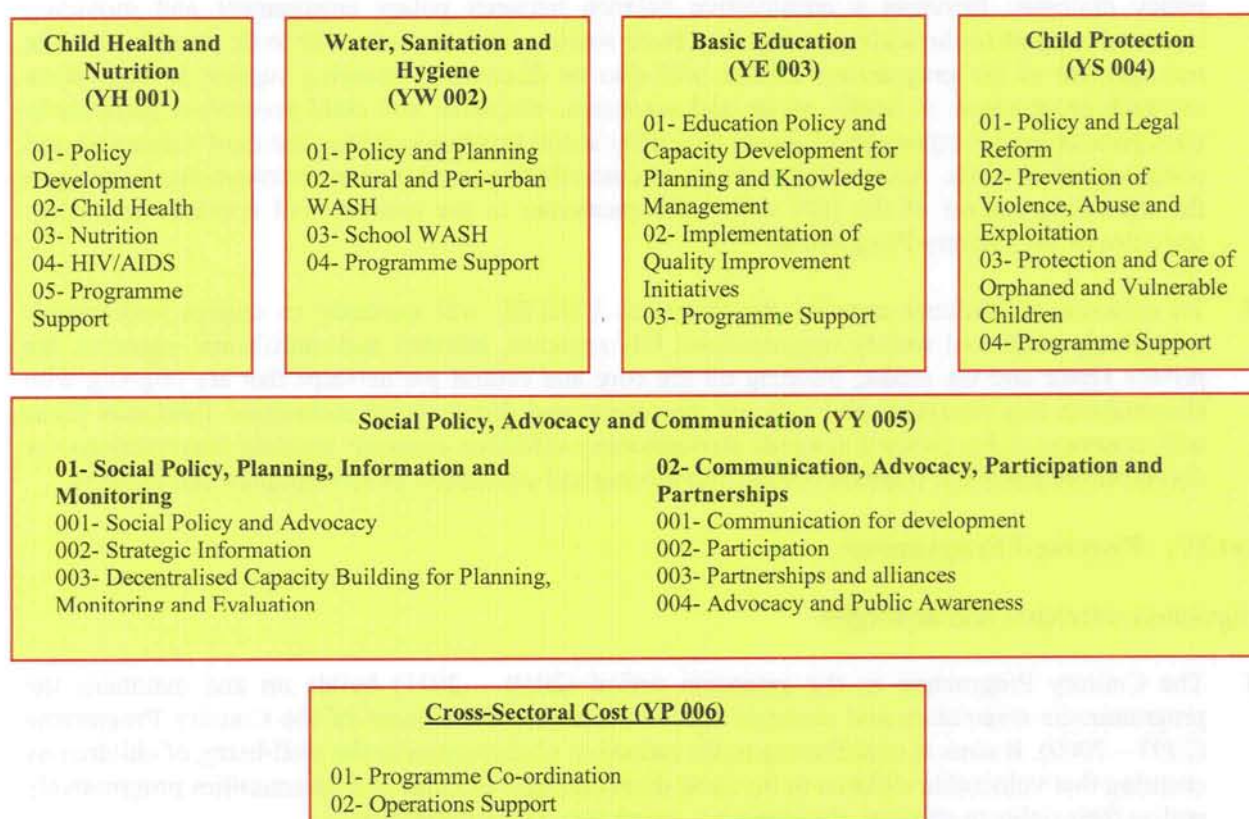 Child Health and
Nutrition
(YH 001)
01- Policy
Development
02- Child Health
03- Nutrition
04- HIV/AIDS
05- Programme
Support
Water, Sanitation and
Hygiene
(YW 002)
01- Policy and Planning
02- Rural and Peri-urban
WASH
03- School WASH
04- Programme Support
Basic Education
(YE 003)
01- Education Policy and
Capacity Development for
Planning and Knowledge
Management
02- Implementation of
Quality Improvement
Initiatives
03- Programme Support
Child Protection
(YS 004)
01- Policy and Legal
Reform
02- Prevention of
Violence, Abuse and
Exploitation
03- Protection and Care of
Orphaned and Vulnerable
Children
04- Programme Support
Social Policy, Advocacy and Communication (YY 005)
01- Social Policy, Planning, Information and
Monitoring
001- Social Policy and Advocacy
002- Strategic Information
003- Decentralised Capacity Building for Planning,
Monitoring and Evaluation
02- Communication, Advocacy, Participation and
Partnerships
001- Communication for development
002- Participation
003- Partnerships and alliances
004- Advocacy and Public Awareness
Cross-Sectoral Cost (YP 006)
01- Programme Co-ordination
02- Operations Support